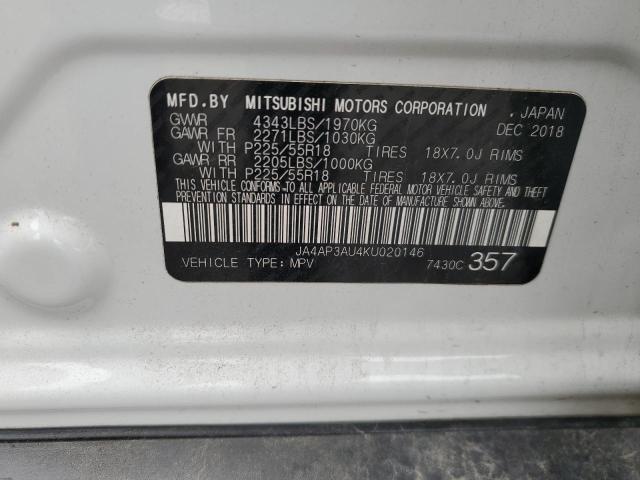 MFD.BY MITSUBISHI MOTORS CORPORATION . JAPAN
GVWR 4343LBS/1970KG DEC 2018
GAWR FR 2271LBS/1030KG
WITH P225/55R18 TIRES 18X7.0J RIMS
GAWR RR 2205LBS/1000KG
WITH P225/55R18 TIRES 18X7.0J RIMS
THIS VEHICLE CONFORMS TO ALL APPLICABLE FEDERAL MOTOR VEHICLE SAFETY AND THEFT
PREVENTION STANDARDS IN EFFECT ON THE DATE OF MANUFACTURE SHOWN ABOVE.
JA4AP3AU4KU020146
VEHICLE TYPE: MPV 7430C 357